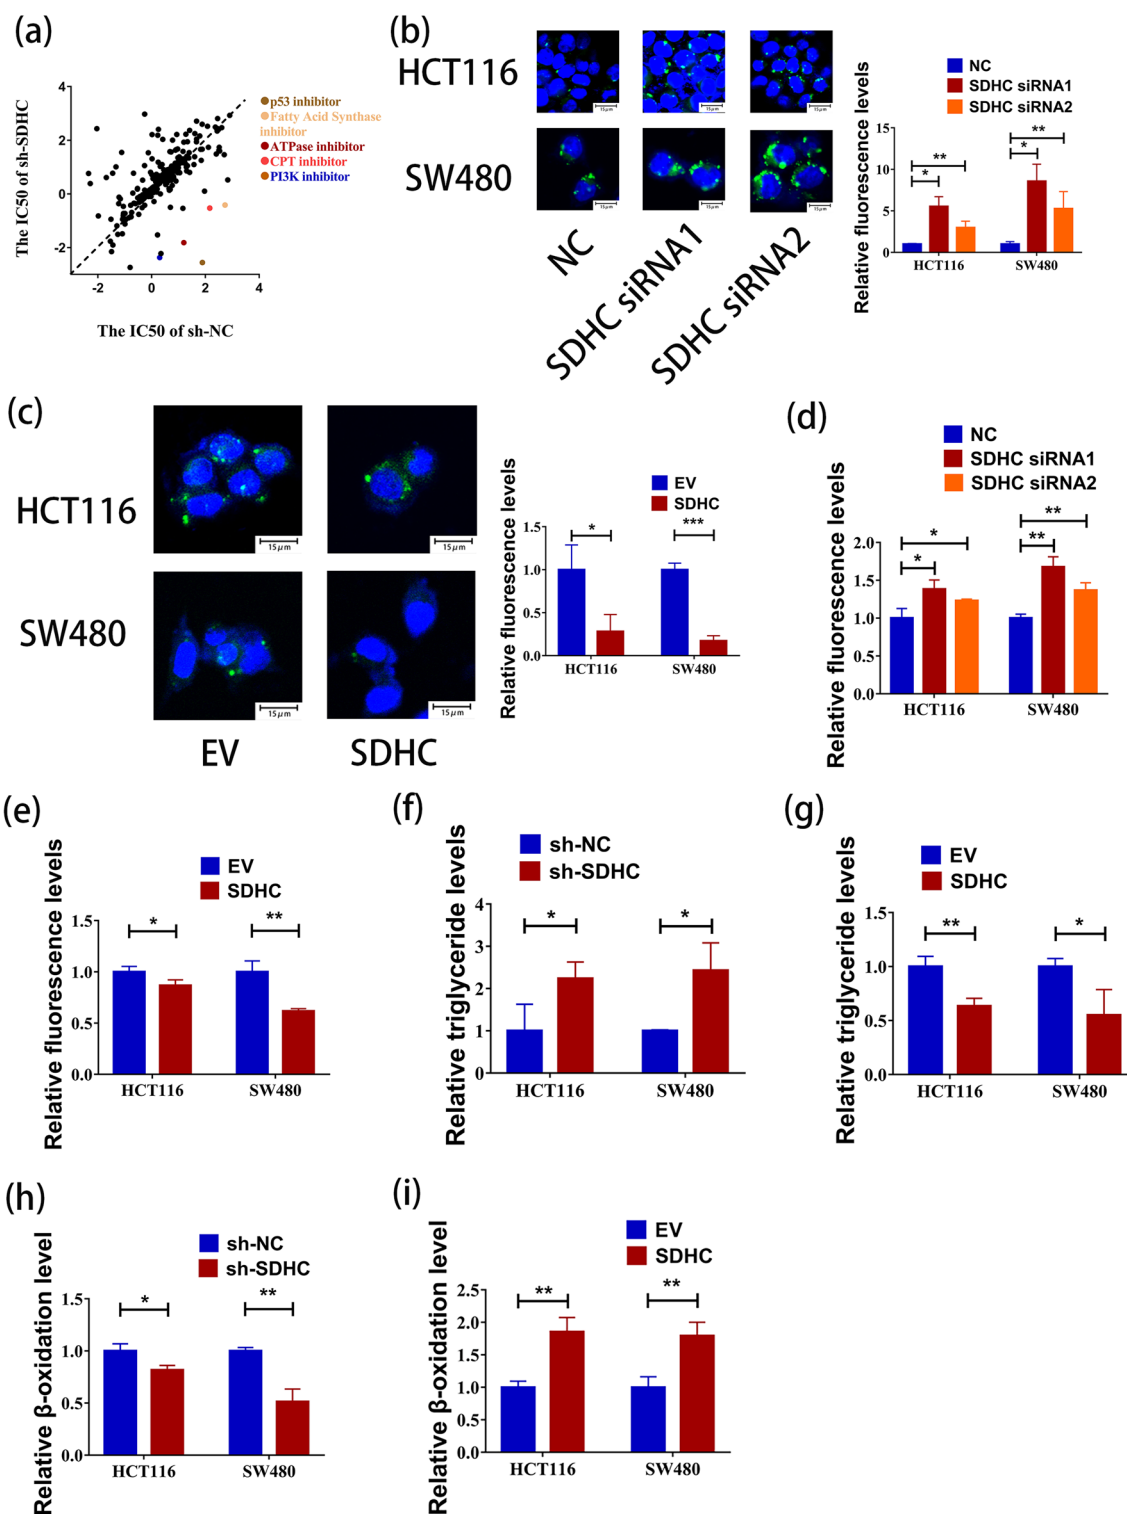 (a)
The IC50 of sh-SDHC
4
2
0
-2
-2
0
2
4
The IC50 of sh-NC
p53 inhibitor
Fatty Acid Synthase
inhibitor
ATPase inhibitor
CPT inhibitor
PI3K inhibitor
(b)
HCT116
SW480
15μm
15μm
15μm
15μm
15μm
15μm
NC
SDHC siRNA1
SDHC siRNA2
NC
SDHC siRNA1
SDHC siRNA2
Relative fluorescence levels
15
10
5
0
*
**
*
**
HCT116
SW480
(c)
HCT116
SW480
15μm
15μm
15μm
15μm
EV
SDHC
EV
SDHC
Relative fluorescence levels
1.5
1.0
0.5
0.0
*
***
HCT116
SW480
(d)
NC
SDHC siRNA1
SDHC siRNA2
Relative fluorescence levels
2.0
1.5
1.0
0.5
0.0
*
*
**
**
HCT116
SW480
(e)
EV
SDHC
Relative fluorescence levels
1.5
1.0
0.5
0.0
*
**
HCT116
SW480
(f)
sh-NC
sh-SDHC
Relative triglyceride levels
4
3
2
1
0
*
*
HCT116
SW480
(g)
EV
SDHC
Relative triglyceride levels
1.5
1.0
0.5
0.0
**
*
HCT116
SW480
(h)
sh-NC
sh-SDHC
Relative β-oxidation level
1.5
1.0
0.5
0.0
*
**
HCT116
SW480
(i)
EV
SDHC
Relative β-oxidation level
2.5
2.0
1.5
1.0
0.5
0.0
**
**
HCT116
SW480